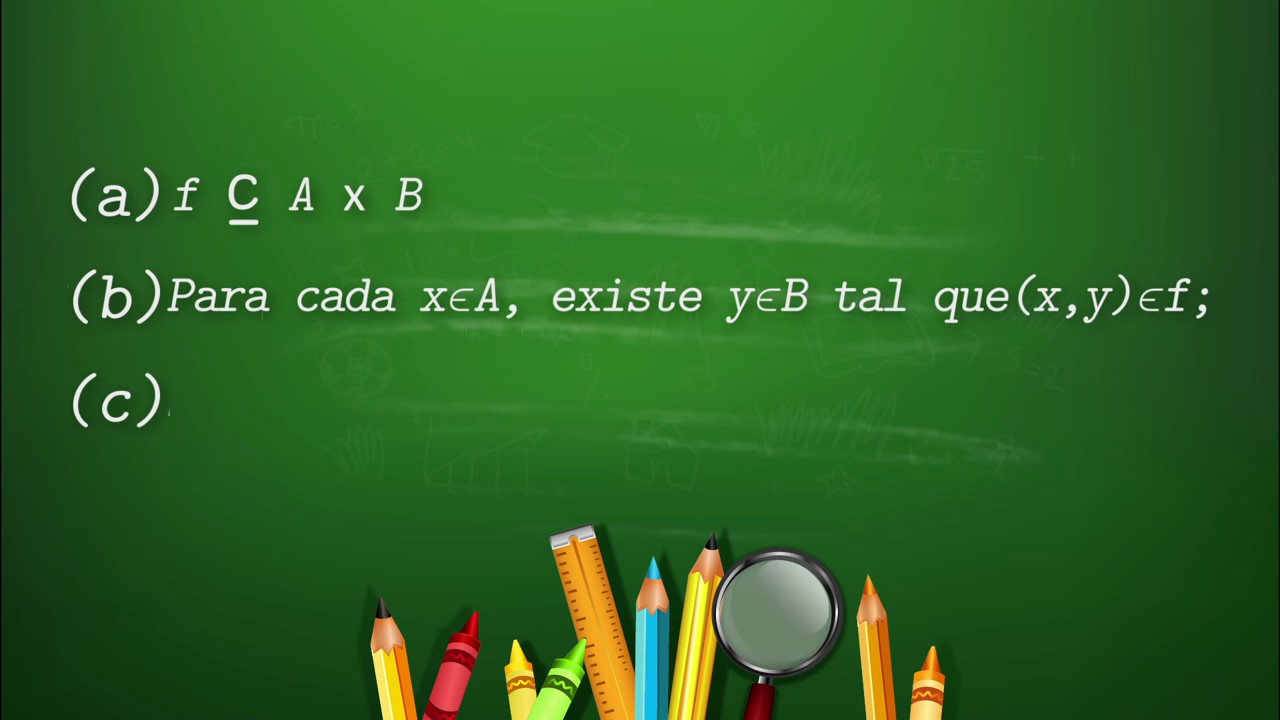 (a) f ⊆ A x B
(b) Para cada x∈A, existe y∈B tal que(x,y)∈f;
(c)